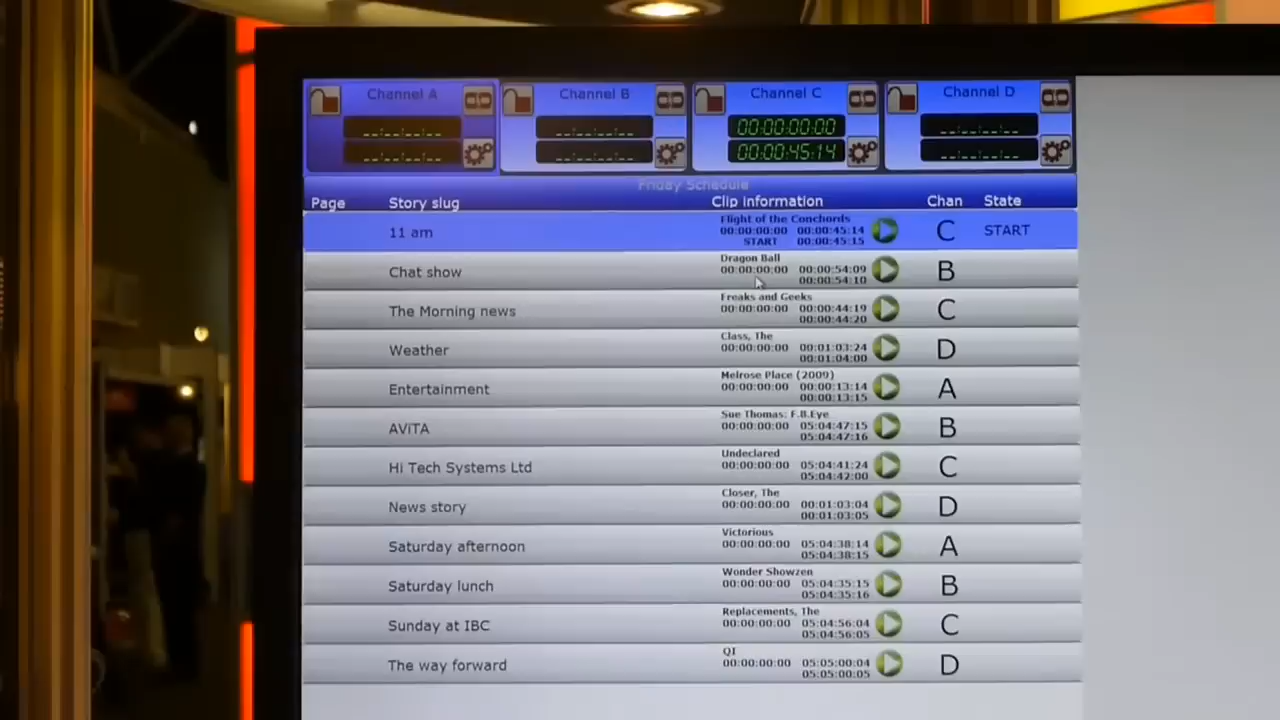 Channel A
Channel B
Channel C
Channel D
--:--:--:--
--:--:--:--
00:00:00:00
--:--:--:--
--:--:--:--
--:--:--:--
00:00:45:14
--:--:--:--
Friday Schedule
Page Story slug Clip information Chan State
11 am
Flight of the Conchords
00:00:00:00 00:00:45:14
START 00:00:45:15
C START
Chat show
Dragon Ball
00:00:00:00 00:00:54:09
00:00:54:10
B
The Morning news
Freaks and Geeks
00:00:00:00 00:00:44:19
00:00:44:20
C
Weather
Class, The
00:00:00:00 00:01:03:24
00:01:04:00
D
Entertainment
Melrose Place (2009)
00:00:00:00 00:00:13:14
00:00:13:15
A
AViTA
Sue Thomas: F.B.Eye
00:00:00:00 05:04:47:15
05:04:47:16
B
Hi Tech Systems Ltd
Undeclared
00:00:00:00 05:04:41:24
05:04:42:00
C
News story
Closer, The
00:00:00:00 00:01:03:04
00:01:03:05
D
Saturday afternoon
Victorious
00:00:00:00 05:04:38:14
05:04:38:15
A
Saturday lunch
Wonder Showzen
00:00:00:00 05:04:35:15
05:04:35:16
B
Sunday at IBC
Replacements, The
00:00:00:00 05:04:56:04
05:04:56:05
C
The way forward
QI
00:00:00:00 05:05:00:04
05:05:00:05
D